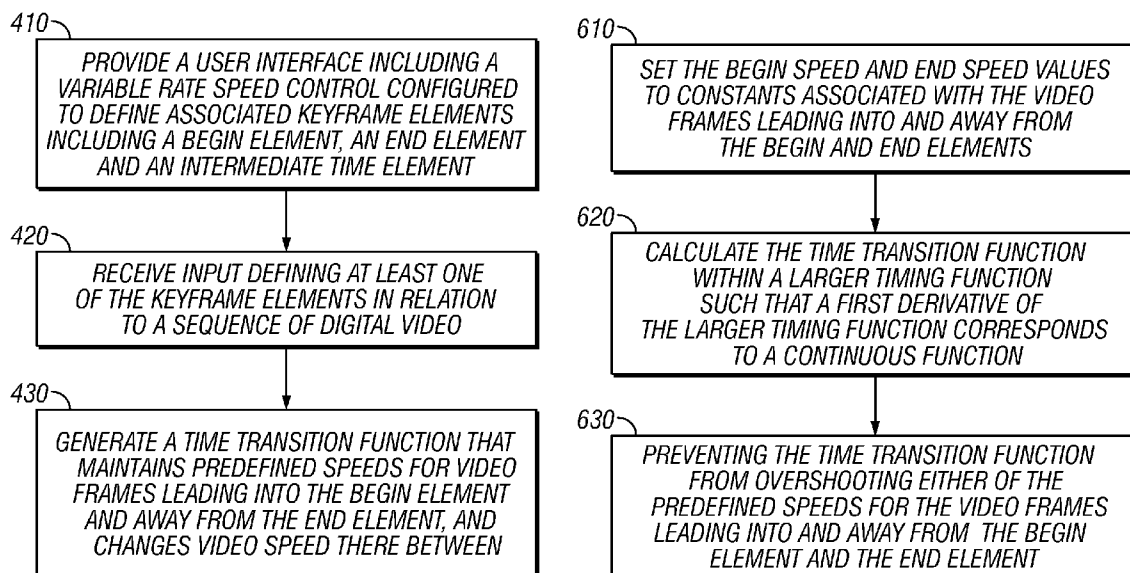 410
PROVIDE A USER INTERFACE INCLUDING A
VARIABLE RATE SPEED CONTROL CONFIGURED
TO DEFINE ASSOCIATED KEYFRAME ELEMENTS
INCLUDING A BEGIN ELEMENT, AN END ELEMENT
AND AN INTERMEDIATE TIME ELEMENT
420
RECEIVE INPUT DEFINING AT LEAST ONE
OF THE KEYFRAME ELEMENTS IN RELATION
TO A SEQUENCE OF DIGITAL VIDEO
430
GENERATE A TIME TRANSITION FUNCTION THAT
MAINTAINS PREDEFINED SPEEDS FOR VIDEO
FRAMES LEADING INTO THE BEGIN ELEMENT
AND AWAY FROM THE END ELEMENT, AND
CHANGES VIDEO SPEED THERE BETWEEN
610
SET THE BEGIN SPEED AND END SPEED VALUES
TO CONSTANTS ASSOCIATED WITH THE VIDEO
FRAMES LEADING INTO AND AWAY FROM
THE BEGIN AND END ELEMENTS
620
CALCULATE THE TIME TRANSITION FUNCTION
WITHIN A LARGER TIMING FUNCTION
SUCH THAT A FIRST DERIVATIVE OF
THE LARGER TIMING FUNCTION CORRESPONDS
TO A CONTINUOUS FUNCTION
630
PREVENTING THE TIME TRANSITION FUNCTION
FROM OVERSHOOTING EITHER OF THE
PREDEFINED SPEEDS FOR THE VIDEO FRAMES
LEADING INTO AND AWAY FROM THE BEGIN
ELEMENT AND THE END ELEMENT